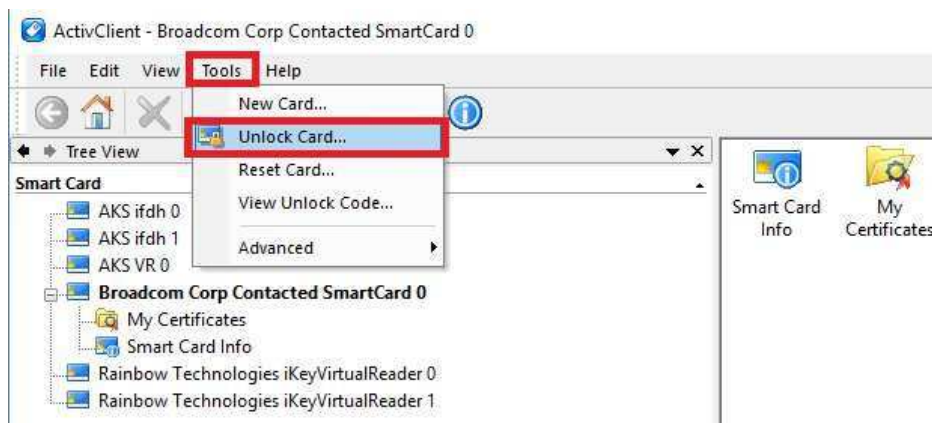 ActivClient - Broadcom Corp Contacted SmartCard 0
File Edit View Tools Help
New Card...
Unlock Card...
Reset Card...
View Unlock Code...
Advanced
Tree View
Smart Card
AKS ifdh 0
AKS ifdh 1
AKS VR 0
Broadcom Corp Contacted SmartCard 0
My Certificates
Smart Card Info
Rainbow Technologies iKeyVirtualReader 0
Rainbow Technologies iKeyVirtualReader 1
Smart Card
Info
My
Certificates